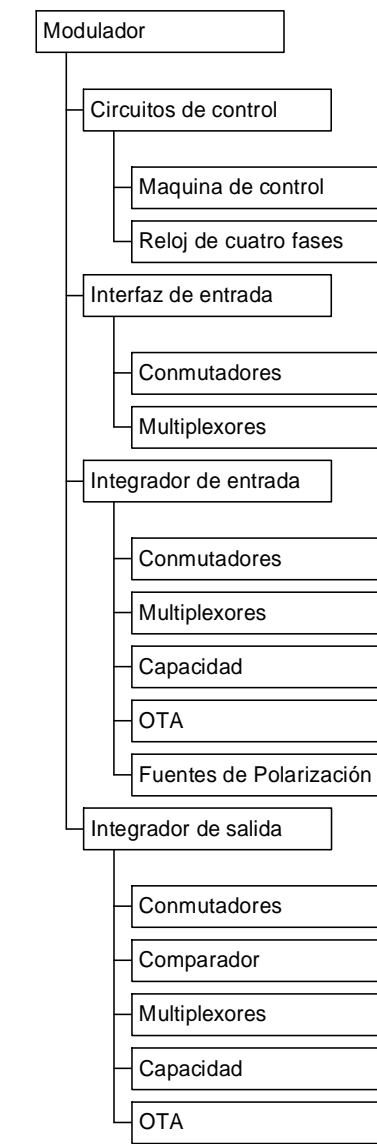 Modulador
Circuitos de control
Maquina de control
Reloj de cuatro fases
Interfaz de entrada
Conmutadores
Multiplexores
Integrador de entrada
Conmutadores
Multiplexores
Capacidad
OTA
Fuentes de Polarización
Integrador de salida
Conmutadores
Comparador
Multiplexores
Capacidad
OTA